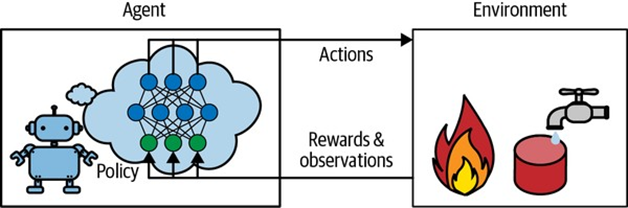 Agent
Environment
Actions
Rewards &
observations
Policy